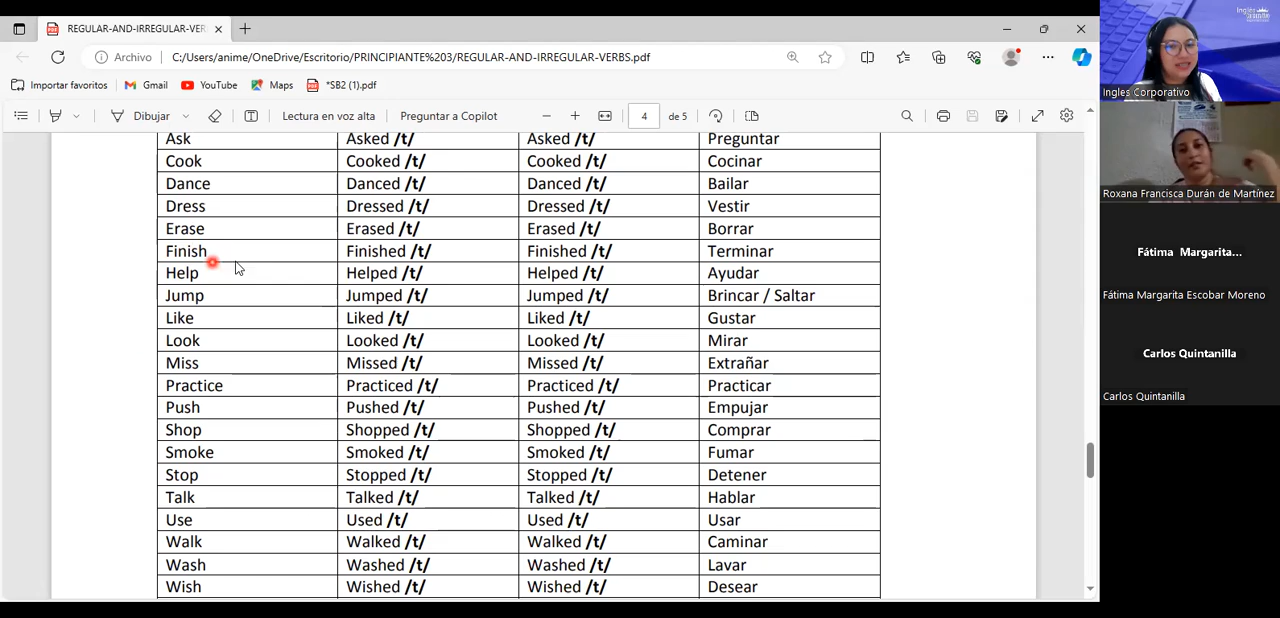 REGULAR-AND-IRREGULAR-VER
Archivo C:/Users/anime/OneDrive/Escritorio/PRINCIPIANTE%203/REGULAR-AND-IRREGULAR-VERBS.pdf
Importar favoritos Gmail YouTube Maps *SB2 (1).pdf
Dibujar Lectura en voz alta Preguntar a Copilot 4 de 5
Ask Asked /t/ Asked /t/ Preguntar
Cook Cooked /t/ Cooked /t/ Cocinar
Dance Danced /t/ Danced /t/ Bailar
Dress Dressed /t/ Dressed /t/ Vestir
Erase Erased /t/ Erased /t/ Borrar
Finish Finished /t/ Finished /t/ Terminar
Help Helped /t/ Helped /t/ Ayudar
Jump Jumped /t/ Jumped /t/ Brincar / Saltar
Like Liked /t/ Liked /t/ Gustar
Look Looked /t/ Looked /t/ Mirar
Miss Missed /t/ Missed /t/ Extrañar
Practice Practiced /t/ Practiced /t/ Practicar
Push Pushed /t/ Pushed /t/ Empujar
Shop Shopped /t/ Shopped /t/ Comprar
Smoke Smoked /t/ Smoked /t/ Fumar
Stop Stopped /t/ Stopped /t/ Detener
Talk Talked /t/ Talked /t/ Hablar
Use Used /t/ Used /t/ Usar
Walk Walked /t/ Walked /t/ Caminar
Wash Washed /t/ Washed /t/ Lavar
Wish Wished /t/ Wished /t/ Desear
Ingles Corporativo
Roxana Francisca Durán de Martínez
Fátima Margarita...
Fátima Margarita Escobar Moreno
Carlos Quintanilla
Carlos Quintanilla